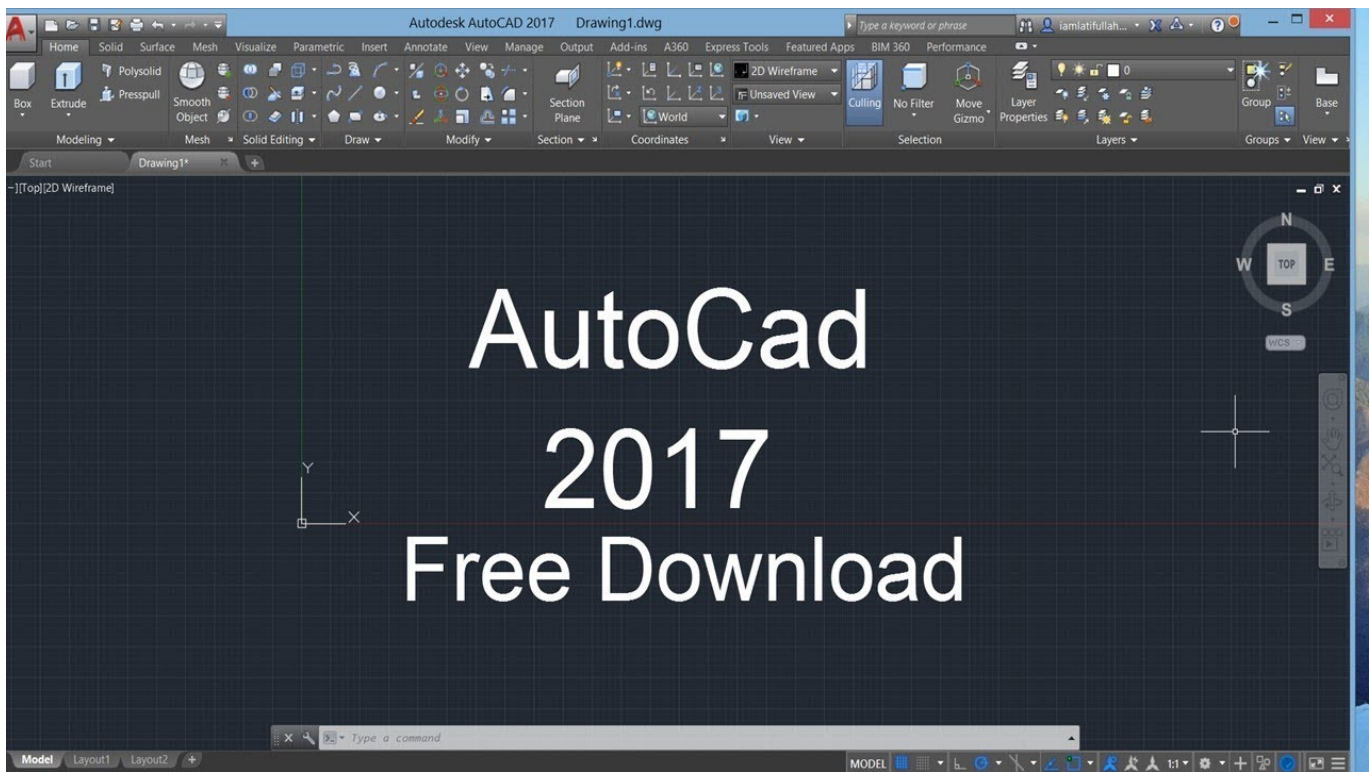 Autodesk AutoCAD 2017 Drawing1.dwg
Type a keyword or phrase
iamlatifullah...
Home Solid Surface Mesh Visualize Parametric Insert Annotate View Manage Output Add-ins A360 Express Tools Featured Apps BIM 360 Performance
Box
Extrude
Polysolid
Presspull
Smooth
Object
Section
Plane
World
2D Wireframe
Unsaved View
Culling
No Filter
Move
Gizmo
Layer
Properties
0
Group
Base
Modeling Mesh Solid Editing Draw Modify Section Coordinates View Selection Layers Groups View
Start Drawing1*
-][Top][2D Wireframe]
N
W TOP E
S
WCS
AutoCad
2017
Free Download
Y
X
Type a command
Model Layout1 Layout2
MODEL 1:1